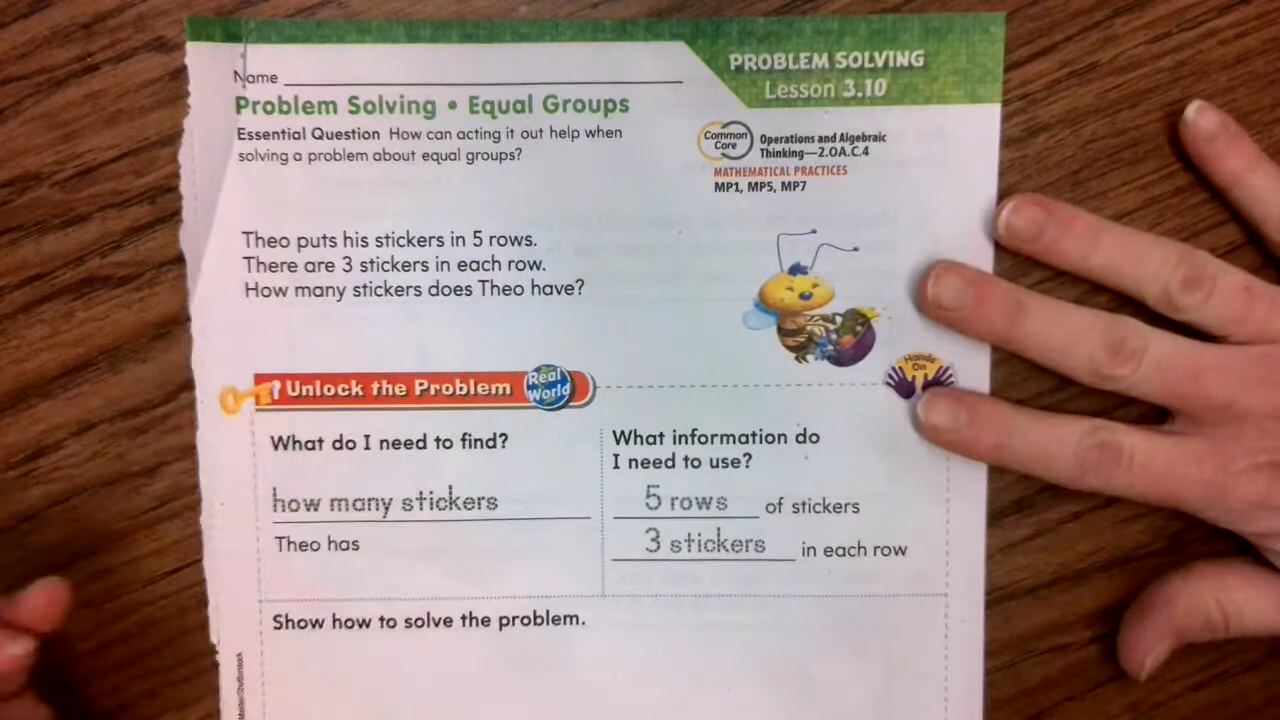 PROBLEM SOLVING
Lesson 3.10
Name
Problem Solving • Equal Groups
Essential Question How can acting it out help when
solving a problem about equal groups?
Common
Core
Operations and Algebraic
Thinking—2.OA.C.4
MATHEMATICAL PRACTICES
MP1, MP5, MP7
Theo puts his stickers in 5 rows.
There are 3 stickers in each row.
How many stickers does Theo have?
Unlock the Problem
Real
World
Hands
On
What do I need to find?
how many stickers
Theo has
What information do
I need to use?
5 rows of stickers
3 stickers in each row
Show how to solve the problem.